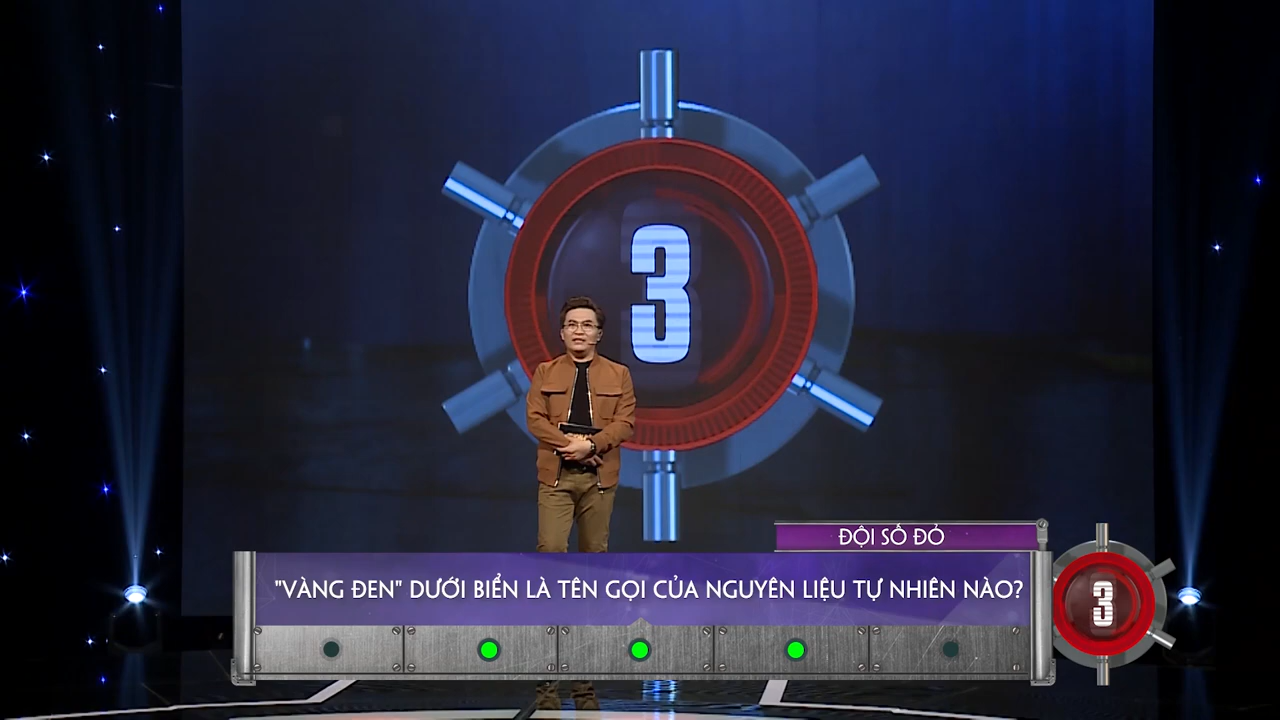 3
ĐỘI SỐ ĐỎ
"VÀNG ĐEN" DƯỚI BIỂN LÀ TÊN GỌI CỦA NGUYÊN LIỆU TỰ NHIÊN NÀO?
3